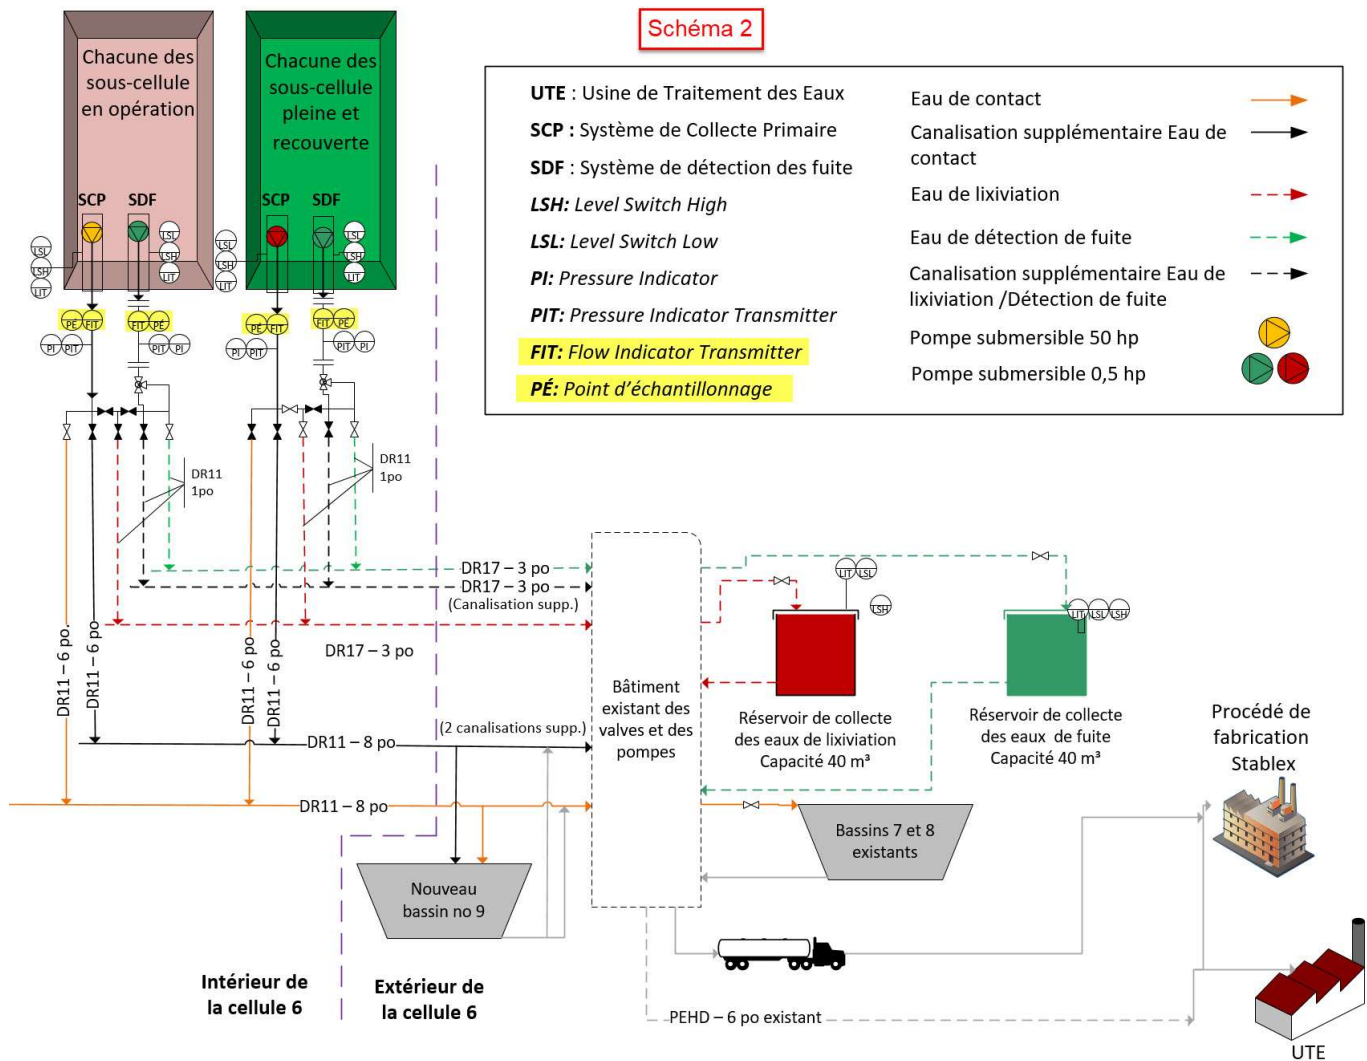 Schéma 2
Chacune des
sous-cellule
en opération
SCP SDF
Chacune des
sous-cellule
pleine et
recouverte
SCP SDF
LSL
LSH
LIT
LSL
LSH
LIT
LSL
LSH
LIT
LSL
LSH
LIT
PÉ FIT
FIT PÉ
PÉ FIT
FIT PÉ
PI PIT
PIT PI
PI PIT
PIT PI
UTE : Usine de Traitement des Eaux
SCP : Système de Collecte Primaire
SDF : Système de détection des fuite
LSH: Level Switch High
LSL: Level Switch Low
PI: Pressure Indicator
PIT: Pressure Indicator Transmitter
FIT: Flow Indicator Transmitter
PÉ: Point d'échantillonnage
Eau de contact
Canalisation supplémentaire Eau de
contact
Eau de lixiviation
Eau de détection de fuite
Canalisation supplémentaire Eau de
lixiviation /Détection de fuite
Pompe submersible 50 hp
Pompe submersible 0,5 hp
DR11
1po
DR11
1po
DR17 – 3 po
DR17 – 3 po
(Canalisation supp.)
DR17 – 3 po
DR11 – 6 po.
DR11 – 6 po
DR11 – 6 po
DR11 – 6 po
(2 canalisations supp.)
DR11 – 8 po
DR11 – 8 po
Bâtiment
existant des
valves et des
pompes
LIT LSL
LSH
LIT LSL LSH
Réservoir de collecte
des eaux de lixiviation
Capacité 40 m³
Réservoir de collecte
des eaux de fuite
Capacité 40 m³
Procédé de
fabrication
Stablex
Bassins 7 et 8
existants
Nouveau
bassin no 9
Intérieur de
la cellule 6
Extérieur de
la cellule 6
PEHD – 6 po existant
UTE